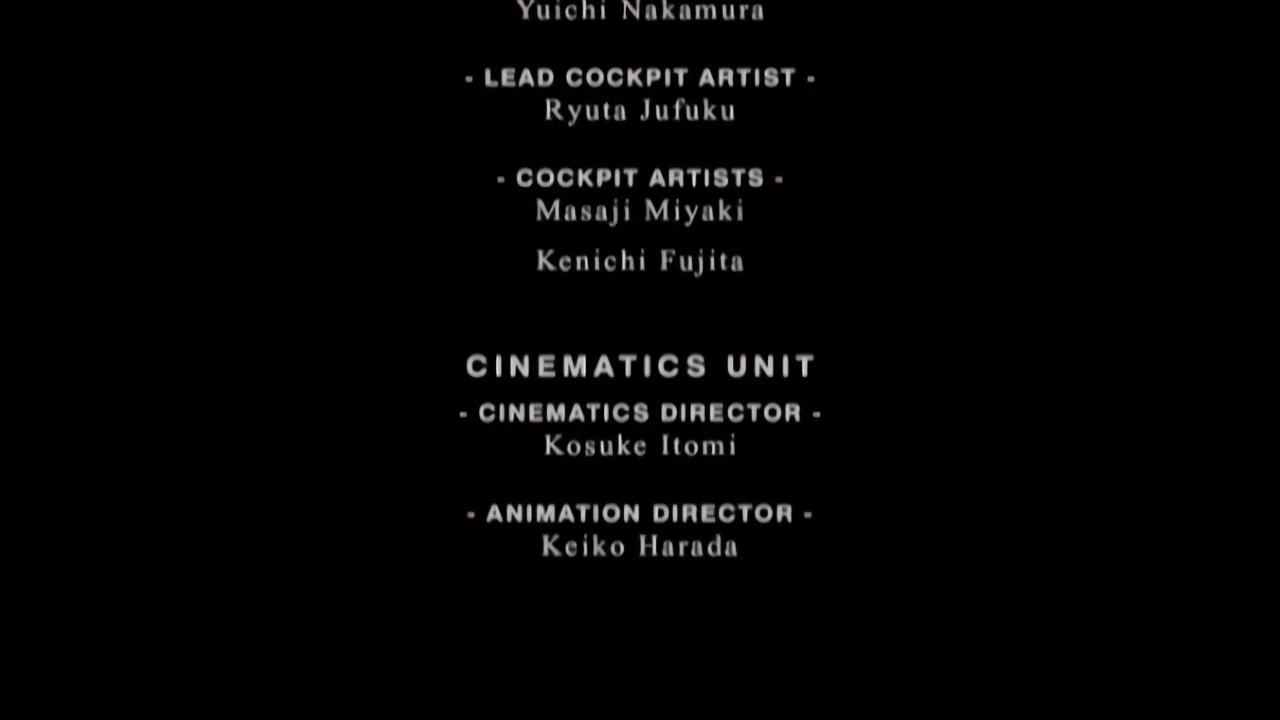 Yuichi Nakamura
- LEAD COCKPIT ARTIST -
Ryuta Jufuku
- COCKPIT ARTISTS -
Masaji Miyaki
Kenichi Fujita
CINEMATICS UNIT
- CINEMATICS DIRECTOR -
Kosuke Itomi
- ANIMATION DIRECTOR -
Keiko Harada